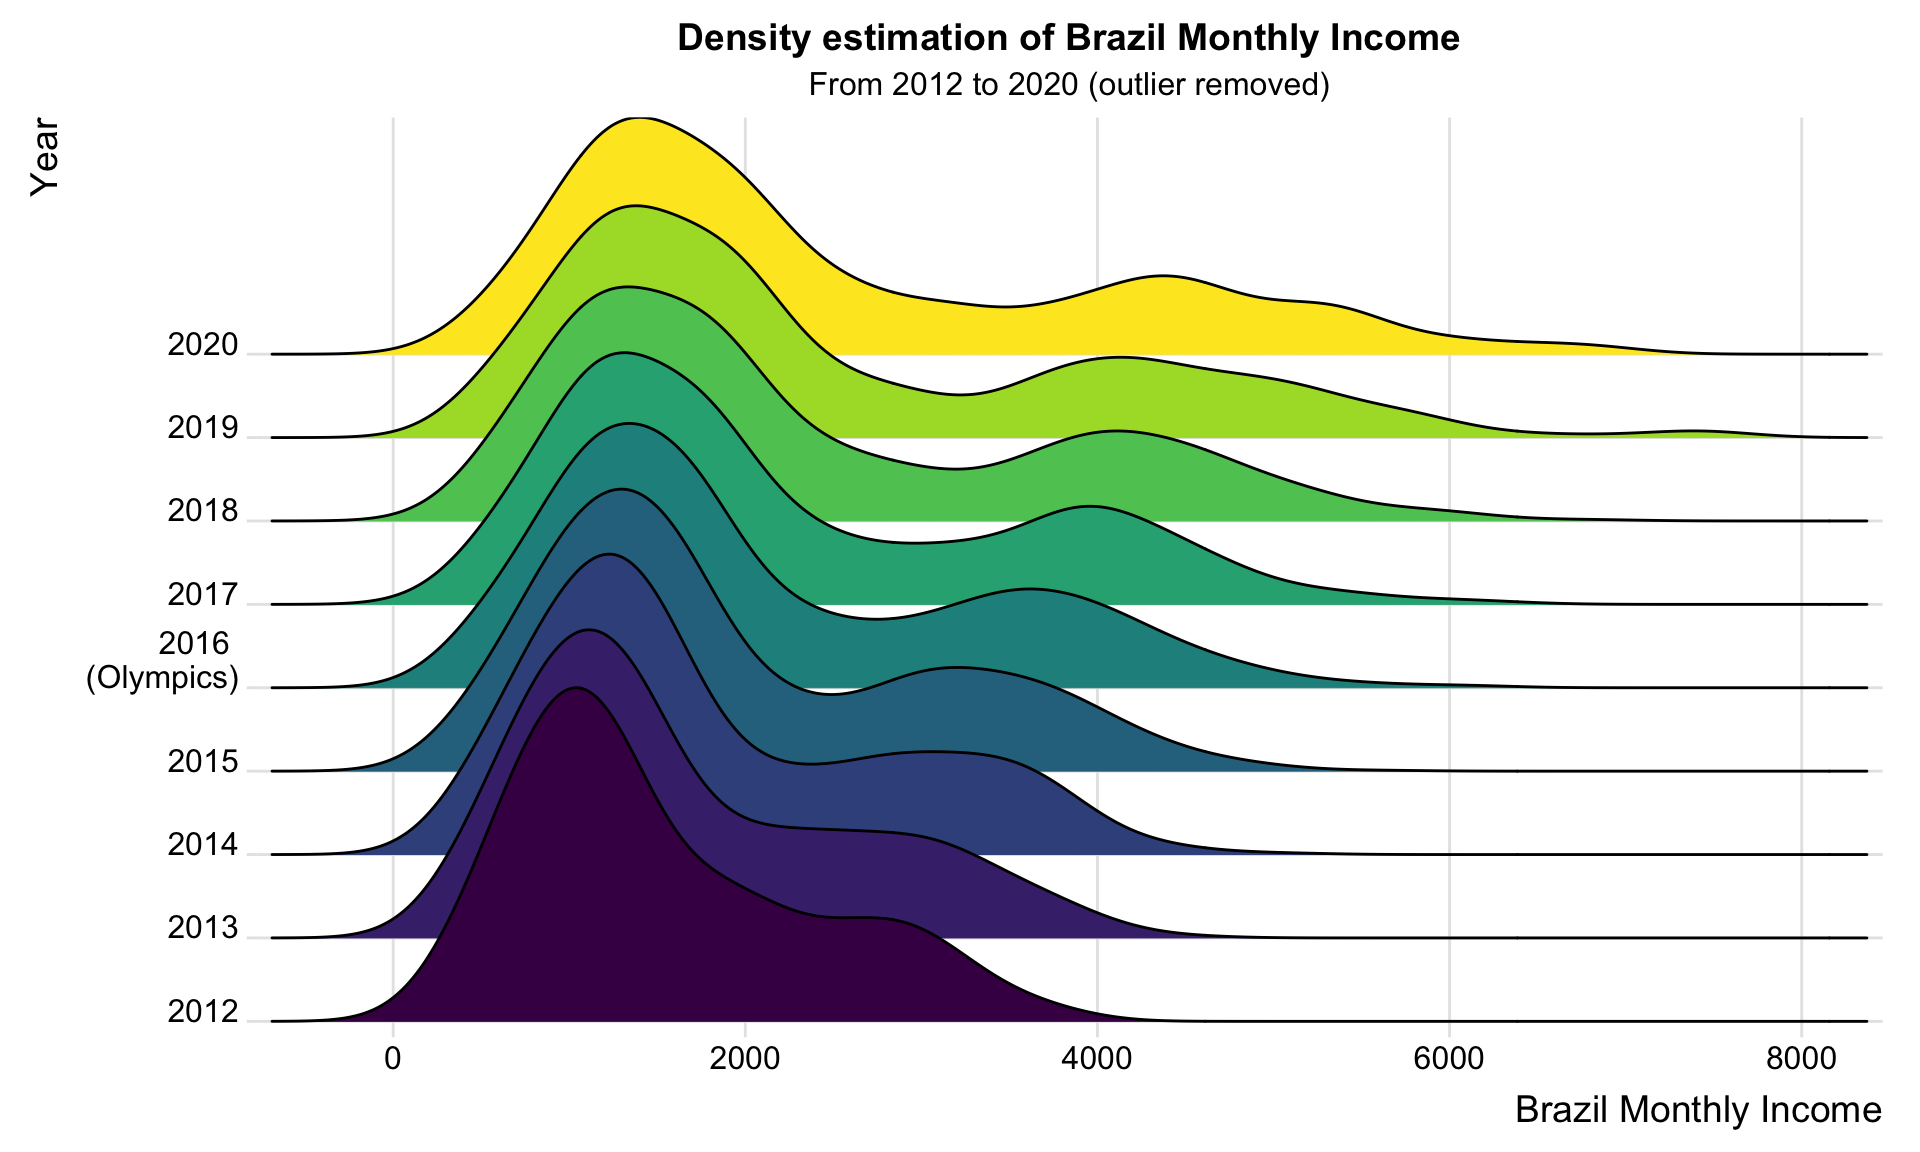 Density estimation of Brazil Monthly Income
From 2012 to 2020 (outlier removed)
Year
2020
2019
2018
2017
2016
(Olympics)
2015
2014
2013
2012
0 2000 4000 6000 8000
Brazil Monthly Income